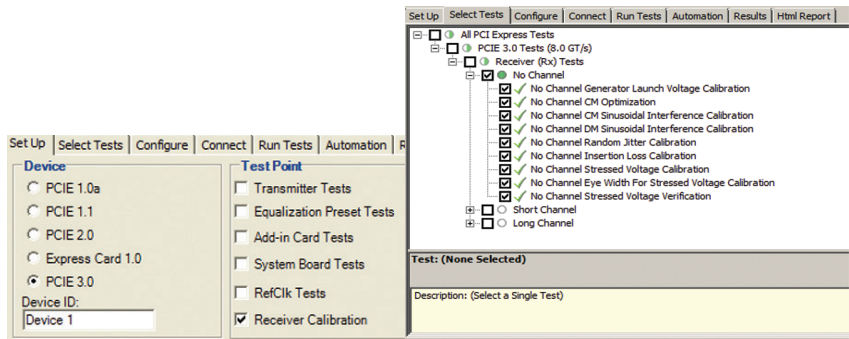 Set Up Select Tests Configure Connect Run Tests Automation Results Html Report
All PCI Express Tests
PCIE 3.0 Tests (8.0 GT/s)
Receiver (Rx) Tests
No Channel
No Channel Generator Launch Voltage Calibration
No Channel CM Optimization
No Channel CM Sinusoidal Interference Calibration
No Channel DM Sinusoidal Interference Calibration
No Channel Random Jitter Calibration
No Channel Insertion Loss Calibration
No Channel Stressed Voltage Calibration
No Channel Eye Width For Stressed Voltage Calibration
No Channel Stressed Voltage Verification
Short Channel
Long Channel
Test: (None Selected)
Description: (Select a Single Test)
Set Up Select Tests Configure Connect Run Tests Automation R
Device
PCIE 1.0a
PCIE 1.1
PCIE 2.0
Express Card 1.0
PCIE 3.0
Device ID:
Device 1
Test Point
Transmitter Tests
Equalization Preset Tests
Add-in Card Tests
System Board Tests
RefClk Tests
Receiver Calibration